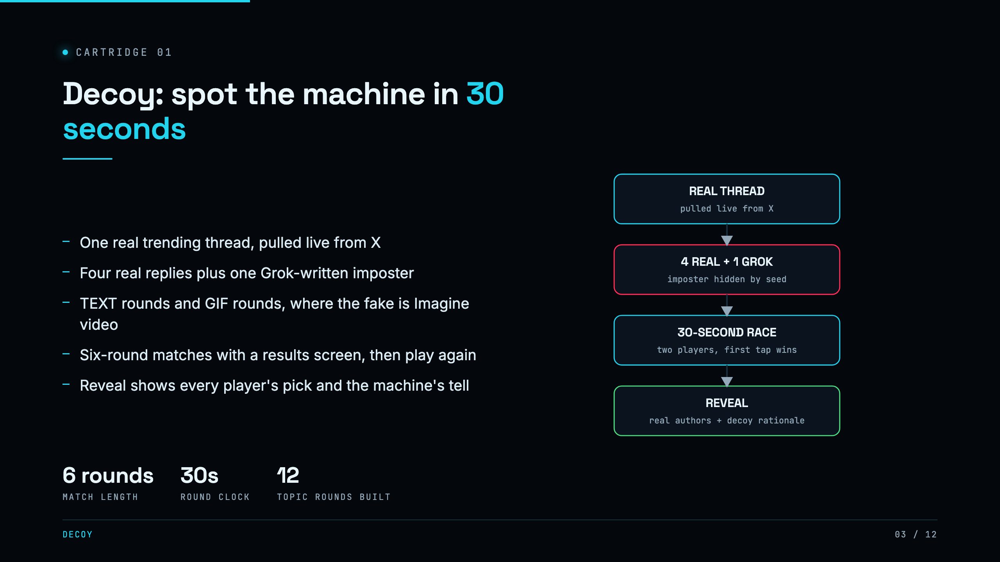 CARTRIDGE 01
Decoy: spot the machine in 30
seconds
– One real trending thread, pulled live from X
– Four real replies plus one Grok-written imposter
– TEXT rounds and GIF rounds, where the fake is Imagine
video
– Six-round matches with a results screen, then play again
– Reveal shows every player's pick and the machine's tell
REAL THREAD
pulled live from X
4 REAL + 1 GROK
imposter hidden by seed
30-SECOND RACE
two players, first tap wins
REVEAL
real authors + decoy rationale
6 rounds
MATCH LENGTH
30s
ROUND CLOCK
12
TOPIC ROUNDS BUILT
DECOY
03 / 12